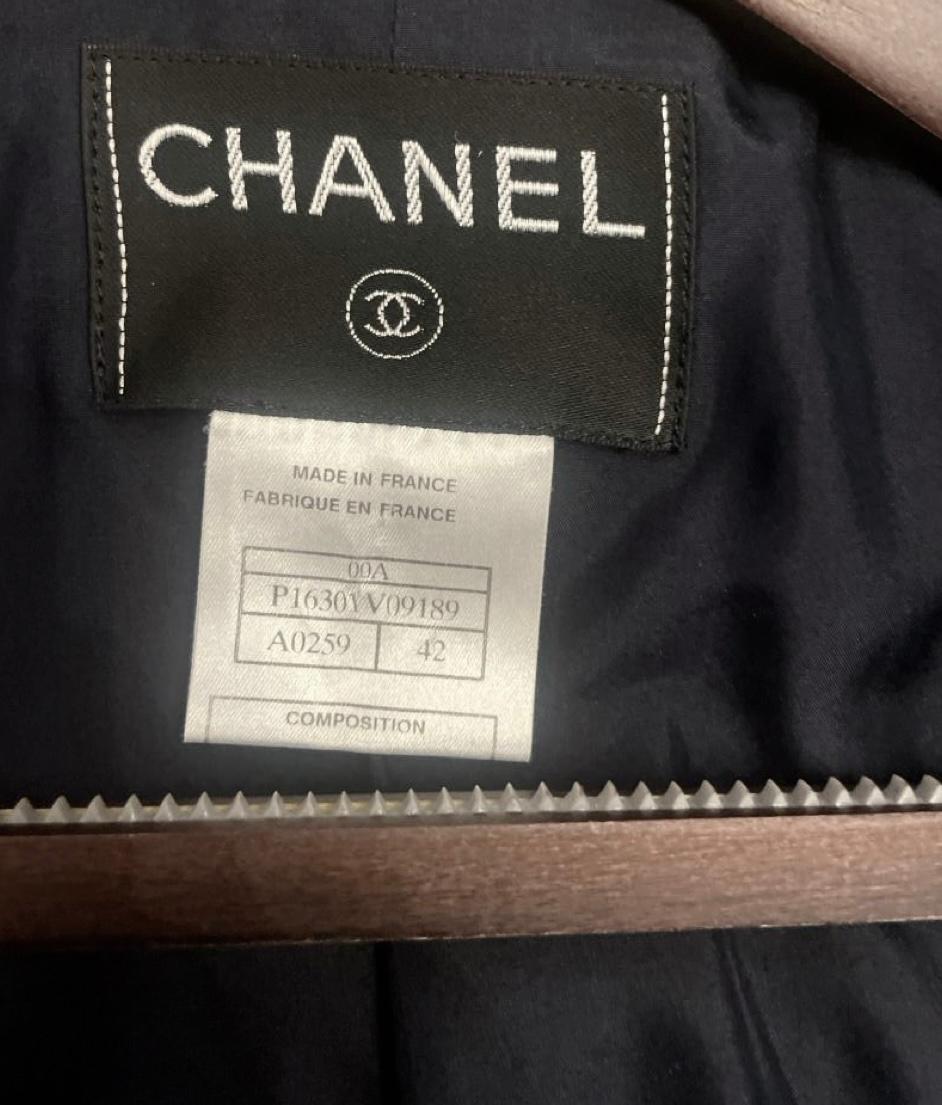 CHANEL
MADE IN FRANCE
FABRIQUE EN FRANCE
00A
P16301V09189
A0259 42
COMPOSITION